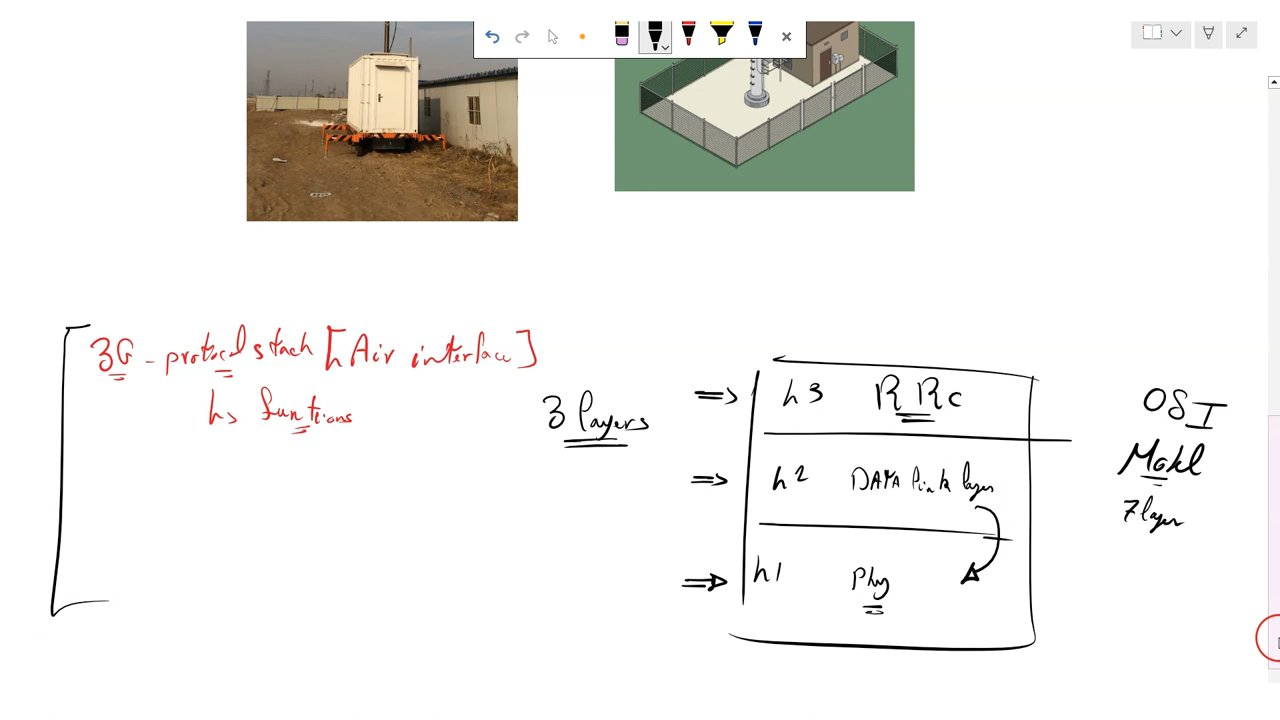 3G - protocol stack [Air interface]
↳ functions
3 layers
⇒ L3 RRC
⇒ L2 DATA link layer
⇒ L1 Phy
OSI
Model
7 layer